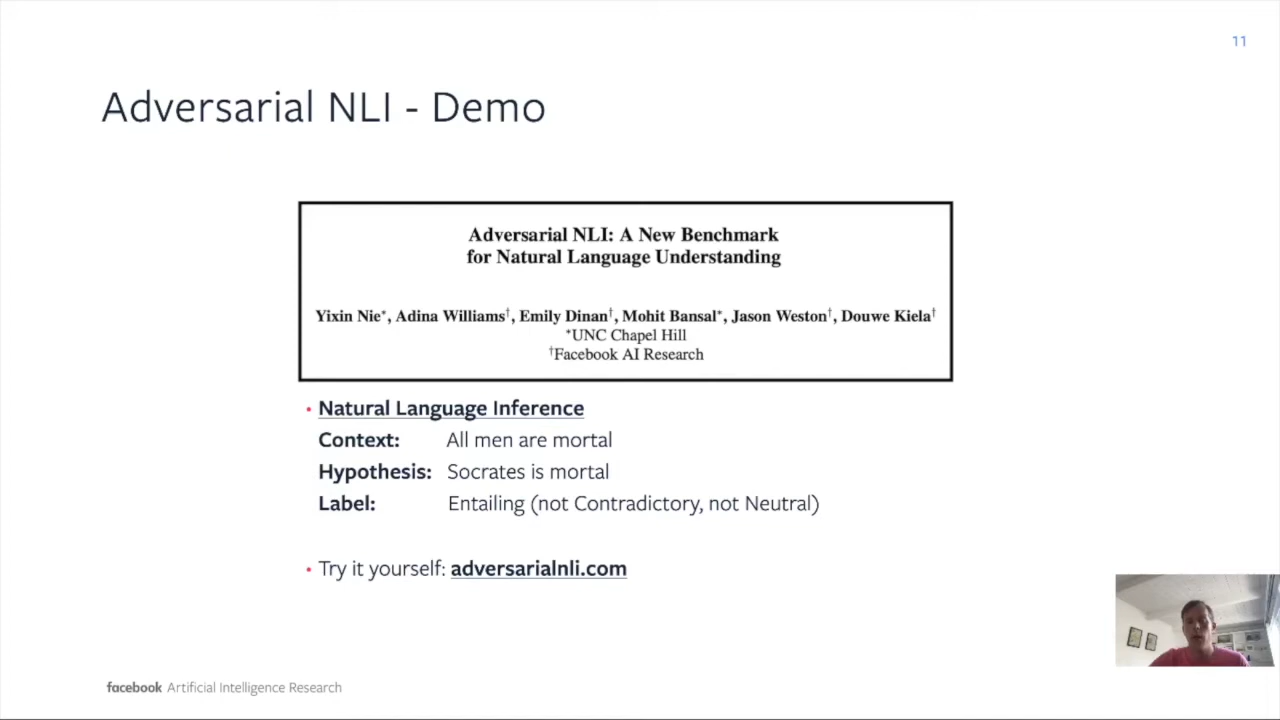 11
Adversarial NLI - Demo
Adversarial NLI: A New Benchmark
for Natural Language Understanding
Yixin Nie*, Adina Williams†, Emily Dinan†, Mohit Bansal*, Jason Weston†, Douwe Kiela†
*UNC Chapel Hill
†Facebook AI Research
• Natural Language Inference
Context: All men are mortal
Hypothesis: Socrates is mortal
Label: Entailing (not Contradictory, not Neutral)
• Try it yourself: adversarialnli.com
facebook Artificial Intelligence Research